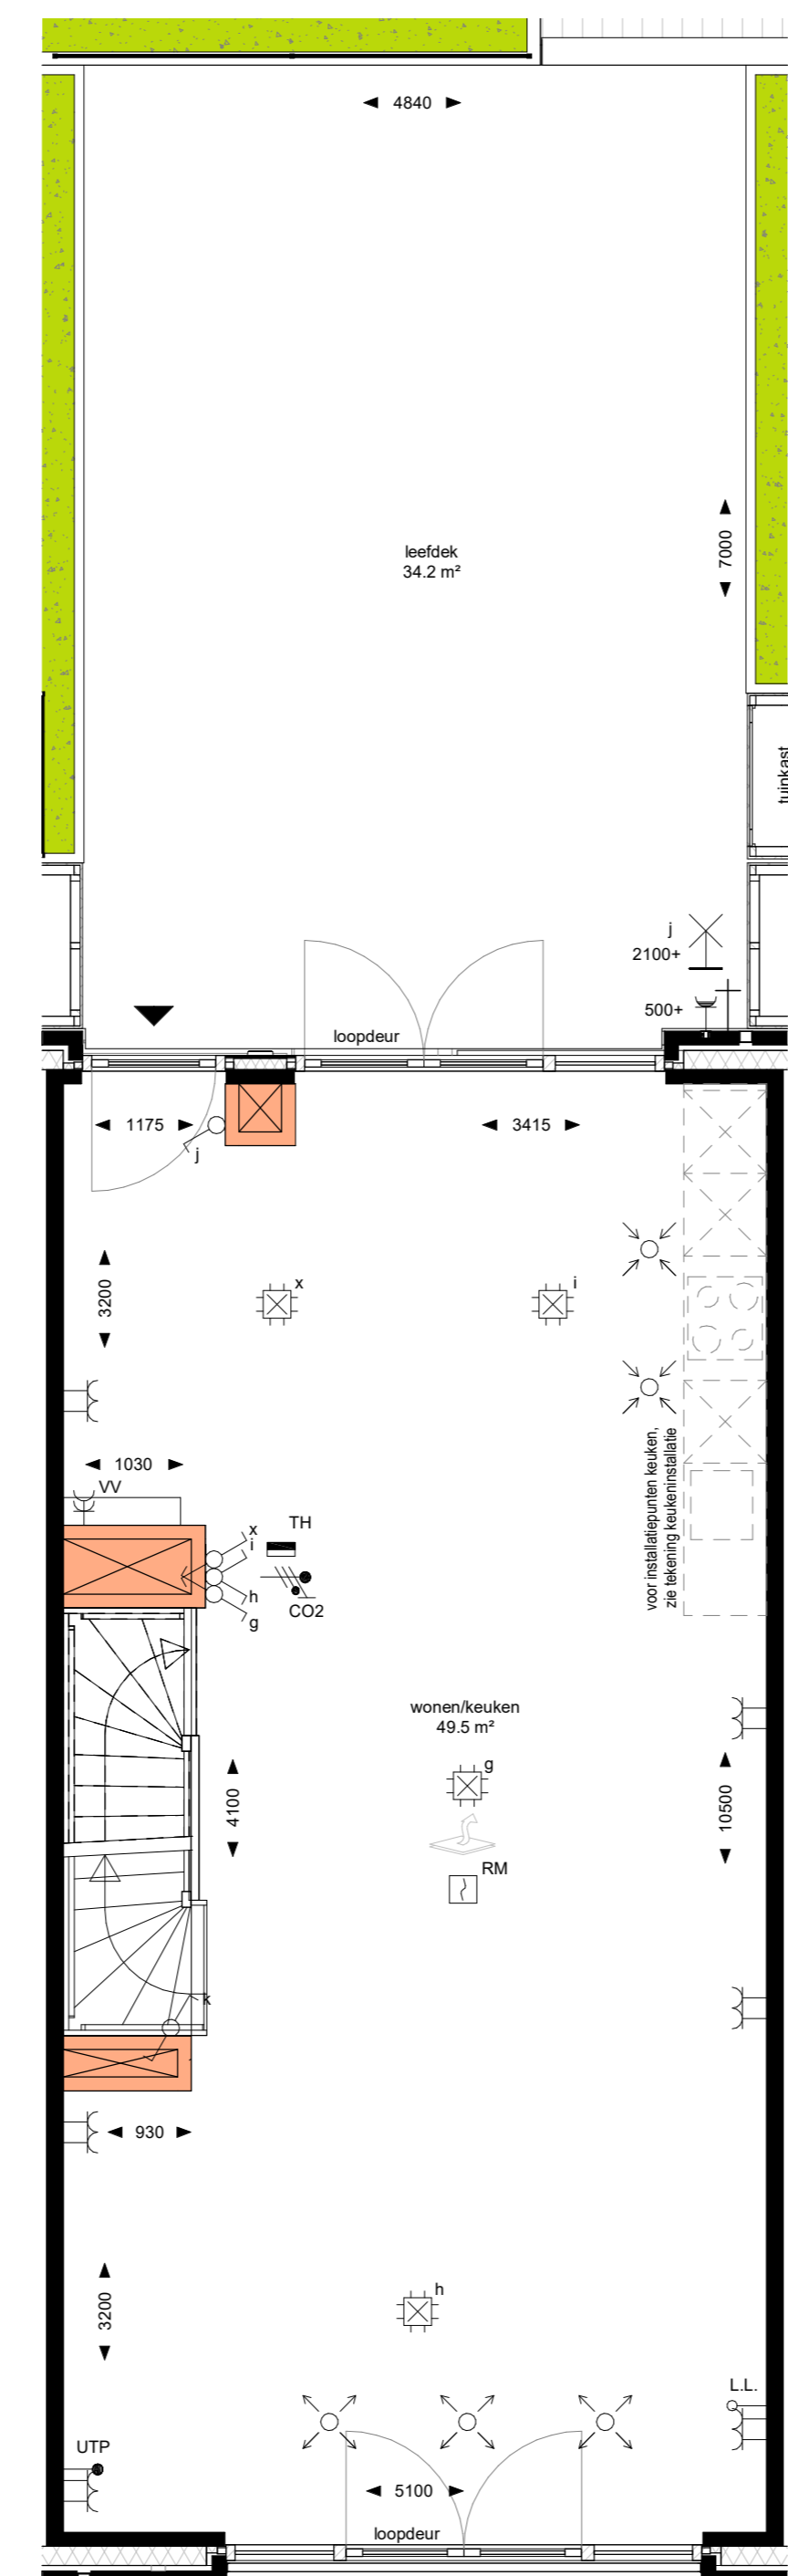 4840
7000
leefdek
34.2 m²
tuinkast
j
2100+
500+
loopdeur
1175
3415
j
3200
x
i
1030
VV
voor installatiepunten keuken,
zie tekening keukeninstallatie
x
i
TH
h
g
CO2
wonen/keuken
49.5 m²
g
4100
10500
RM
k
930
3200
h
L.L.
UTP
5100
loopdeur